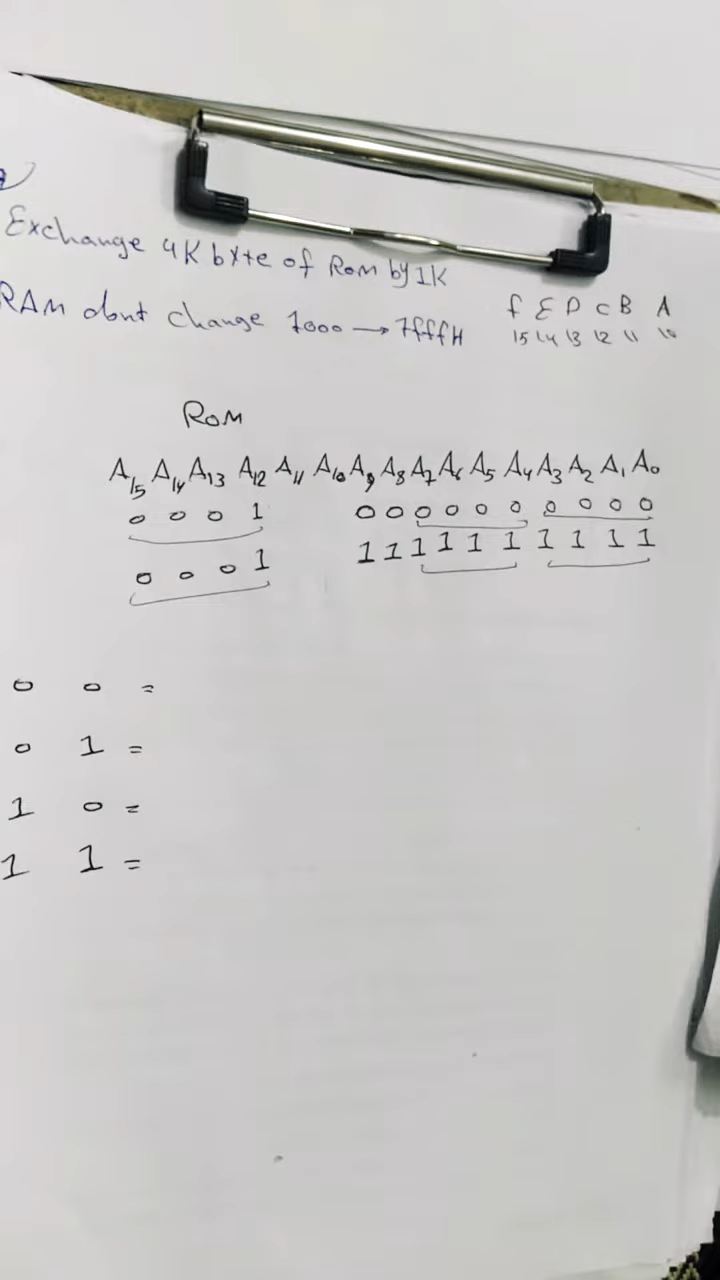 Exchange 4K byte of Rom by 1K
RAM dont change 7000 → 7fffH
f E D C B A
15 14 13 12 11 10
Rom
A15 A14 A13 A12 A11 A10 A9 A8 A7 A6 A5 A4 A3 A2 A1 A0
0 0 0 1 0 0 0 0 0 0 0 0 0 0
0 0 0 1 1 1 1 1 1 1 1 1 1 1
0 0 =
0 1 =
1 0 =
1 1 =